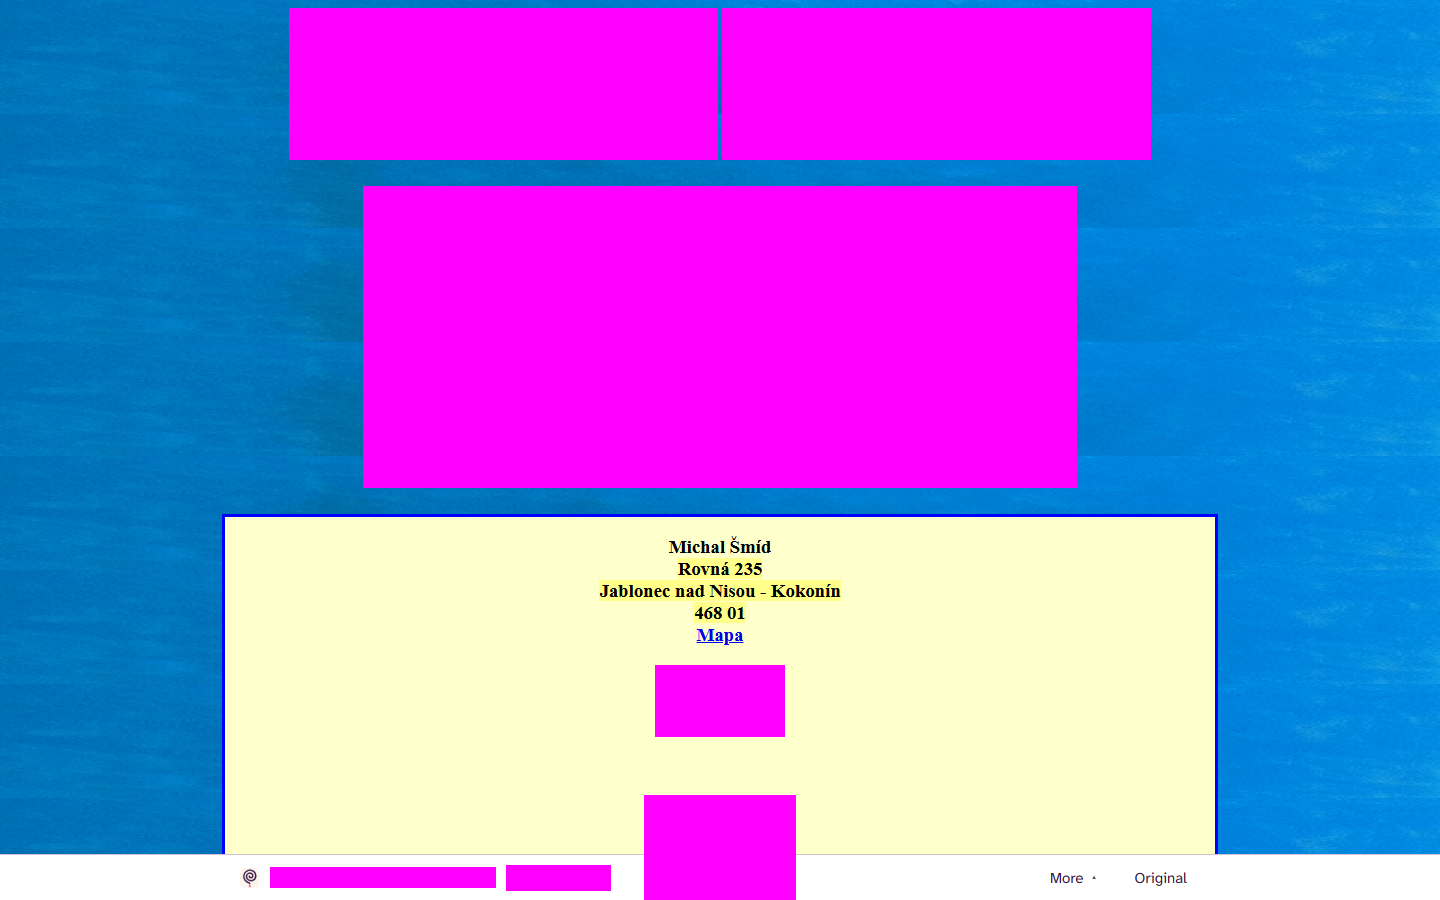 Michal Šmíd
Rovná 235
Jablonec nad Nisou - Kokonín
468 01
Mapa
More
Original